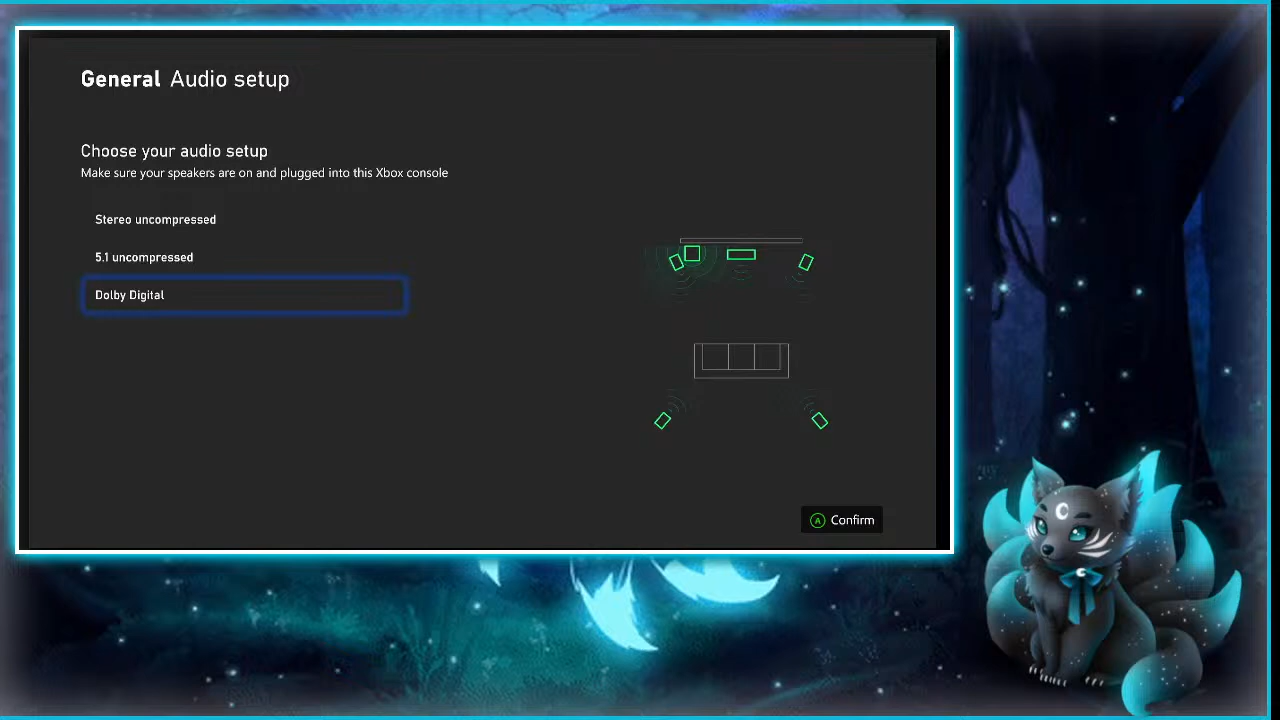 General Audio setup
Choose your audio setup
Make sure your speakers are on and plugged into this Xbox console
Stereo uncompressed
5.1 uncompressed
Dolby Digital
A Confirm